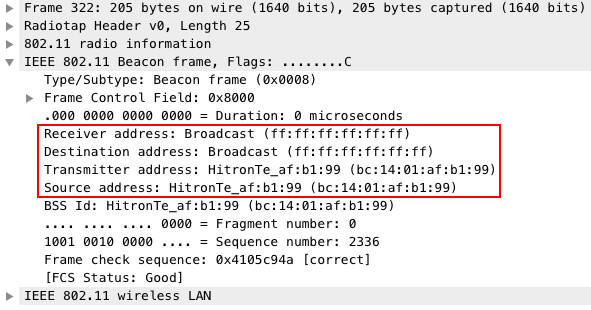 Frame 322: 205 bytes on wire (1640 bits), 205 bytes captured (1640 bits)
Radiotap Header v0, Length 25
802.11 radio information
IEEE 802.11 Beacon frame, Flags: ........C
Type/Subtype: Beacon frame (0x0008)
Frame Control Field: 0x8000
.000 0000 0000 0000 = Duration: 0 microseconds
Receiver address: Broadcast (ff:ff:ff:ff:ff:ff)
Destination address: Broadcast (ff:ff:ff:ff:ff:ff)
Transmitter address: HitronTe_af:b1:99 (bc:14:01:af:b1:99)
Source address: HitronTe_af:b1:99 (bc:14:01:af:b1:99)
BSS Id: HitronTe_af:b1:99 (bc:14:01:af:b1:99)
.... .... .... 0000 = Fragment number: 0
1001 0010 0000 .... = Sequence number: 2336
Frame check sequence: 0x4105c94a [correct]
[FCS Status: Good]
IEEE 802.11 wireless LAN